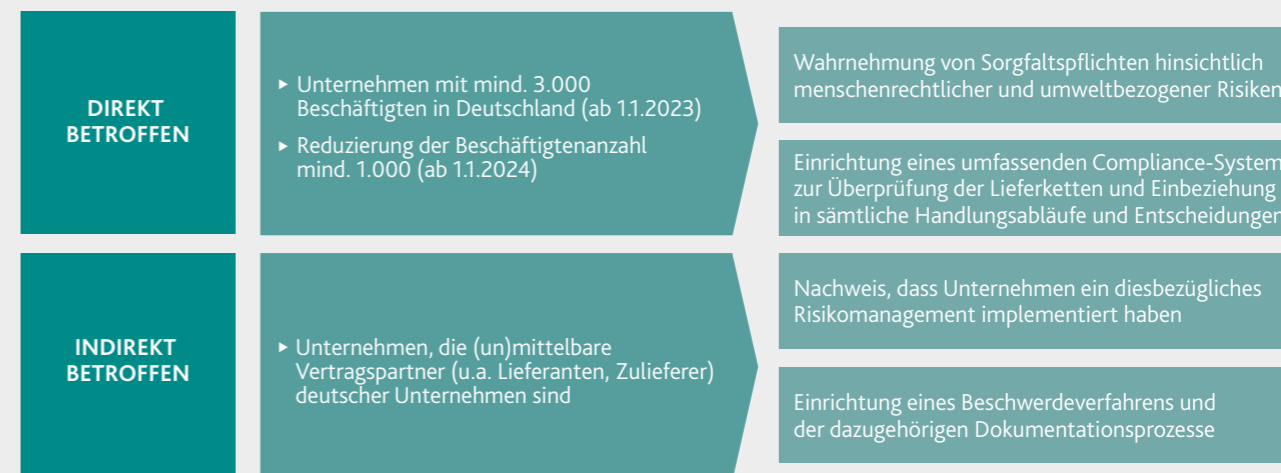 DIREKT
BETROFFEN
▸ Unternehmen mit mind. 3.000
Beschäftigten in Deutschland (ab 1.1.2023)
▸ Reduzierung der Beschäftigtenanzahl
mind. 1.000 (ab 1.1.2024)
Wahrnehmung von Sorgfaltspflichten hinsichtlich
menschenrechtlicher und umweltbezogener Risiken
Einrichtung eines umfassenden Compliance-System
zur Überprüfung der Lieferketten und Einbeziehung
in sämtliche Handlungsabläufe und Entscheidungen
INDIREKT
BETROFFEN
▸ Unternehmen, die (un)mittelbare
Vertragspartner (u.a. Lieferanten, Zulieferer)
deutscher Unternehmen sind
Nachweis, dass Unternehmen ein diesbezügliches
Risikomanagement implementiert haben
Einrichtung eines Beschwerdeverfahrens und
der dazugehörigen Dokumentationsprozesse